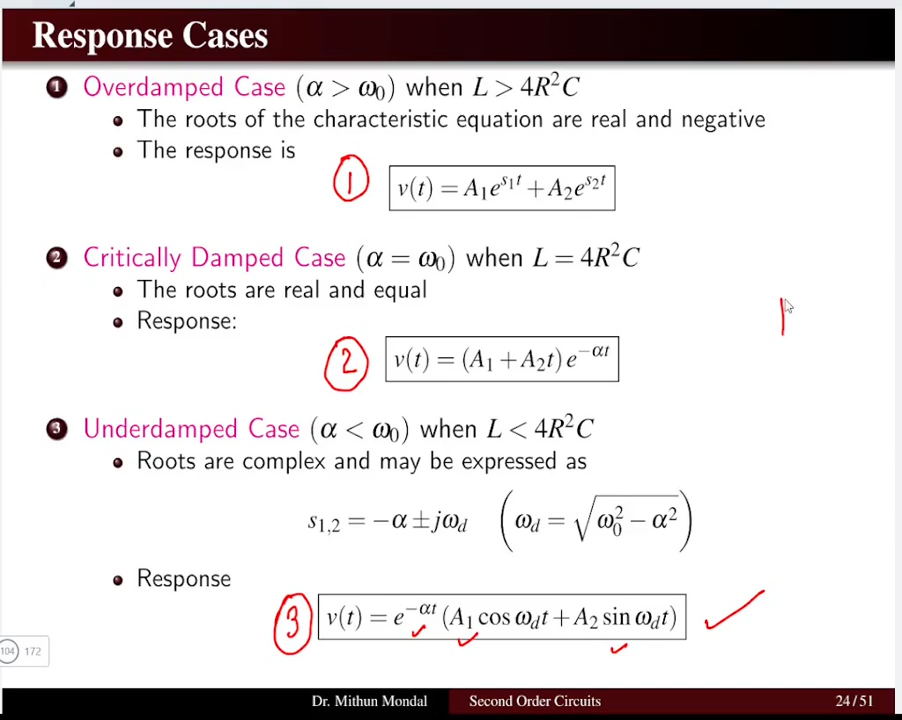 Response Cases
1 Overdamped Case (α > ω₀) when L > 4R²C
• The roots of the characteristic equation are real and negative
• The response is
① v(t) = A₁e^{s₁t} + A₂e^{s₂t}
2 Critically Damped Case (α = ω₀) when L = 4R²C
• The roots are real and equal
• Response:
② v(t) = (A₁ + A₂t) e^{−αt}
3 Underdamped Case (α < ω₀) when L < 4R²C
• Roots are complex and may be expressed as
s₁,₂ = −α ± jω_d (ω_d = √(ω₀² − α²))
• Response
③ v(t) = e^{−αt} (A₁ cos ω_d t + A₂ sin ω_d t)
104 172
Dr. Mithun Mondal Second Order Circuits 24/51